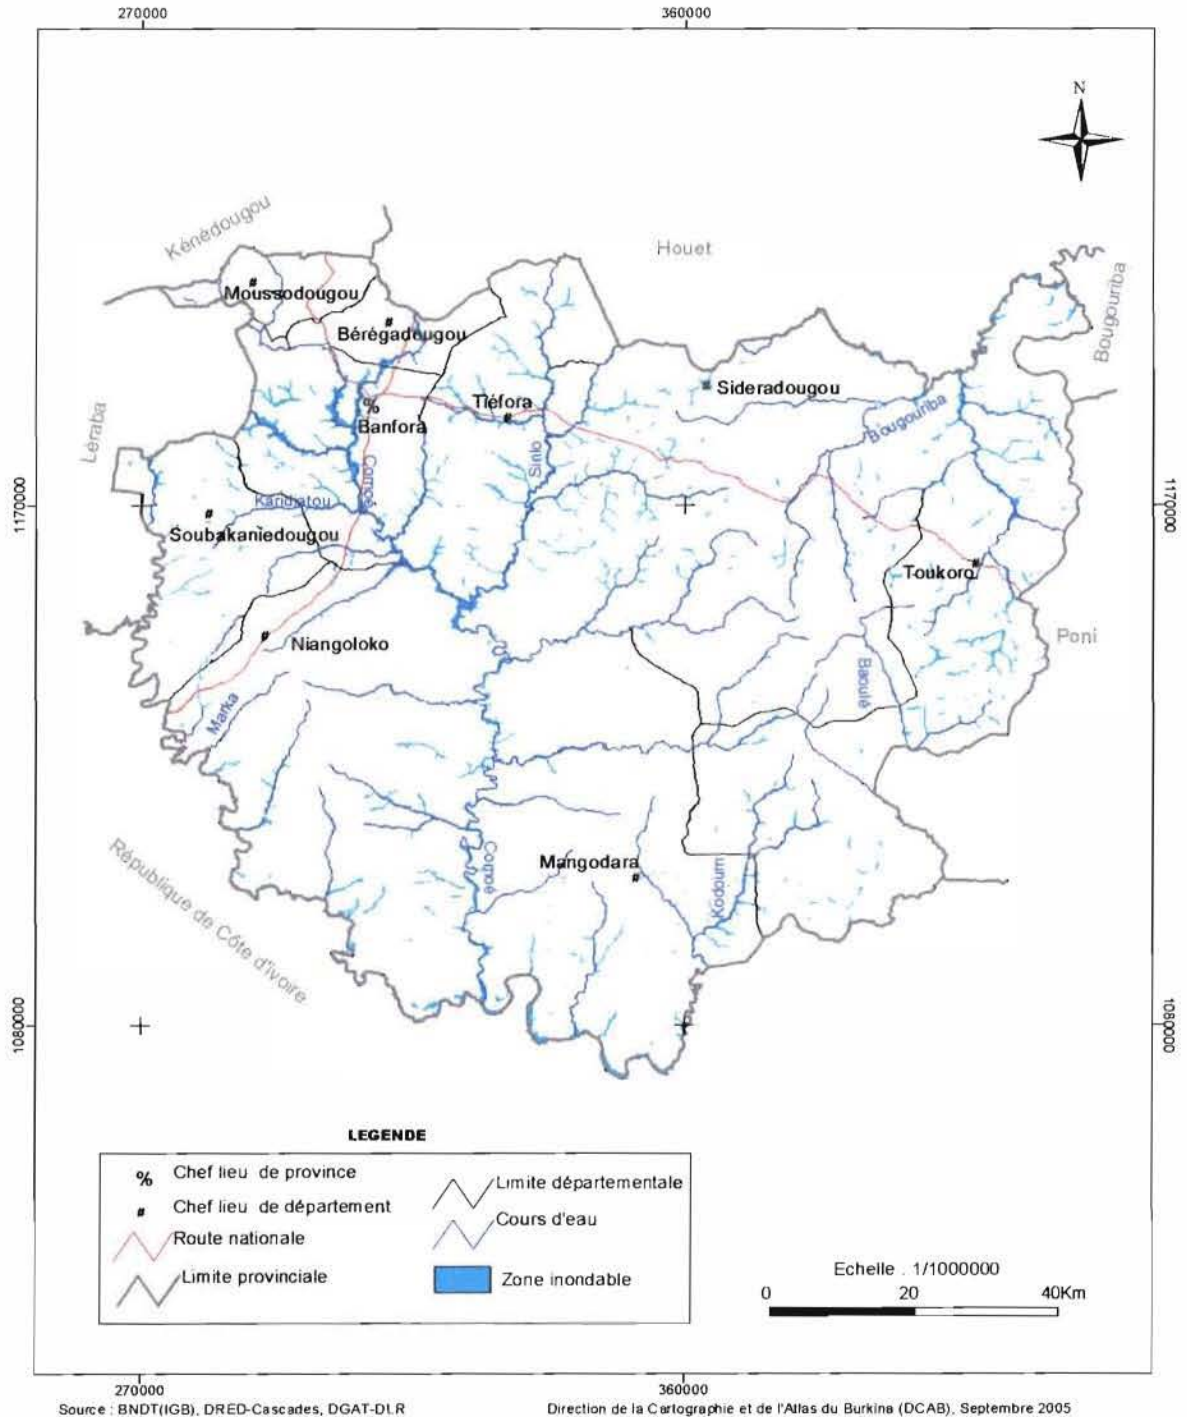 270000
360000
N
Kénédougou
Houet
Bougouriba
Moussodougou
Bérégadougou
Sideradougou
Tiéfora
Banfora
Bougouriba
Léraba
Sinlo
Comoé
Karidiatou
1170000
1170000
Soubakaniedougou
Toukoro
Niangoloko
Poni
Baoulé
Marka
Mangodara
Comoé
Kodoum
République de Côte d'ivoire
1080000
1080000
LEGENDE
% Chef lieu de province
# Chef lieu de département
Route nationale
Limite provinciale
Limite départementale
Cours d'eau
Zone inondable
Echelle . 1/1000000
0 20 40Km
270000
360000
Source : BNDT(IGB), DRED-Cascades, DGAT-DLR
Direction de la Cartographie et de l'Atlas du Burkina (DCAB), Septembre 2005